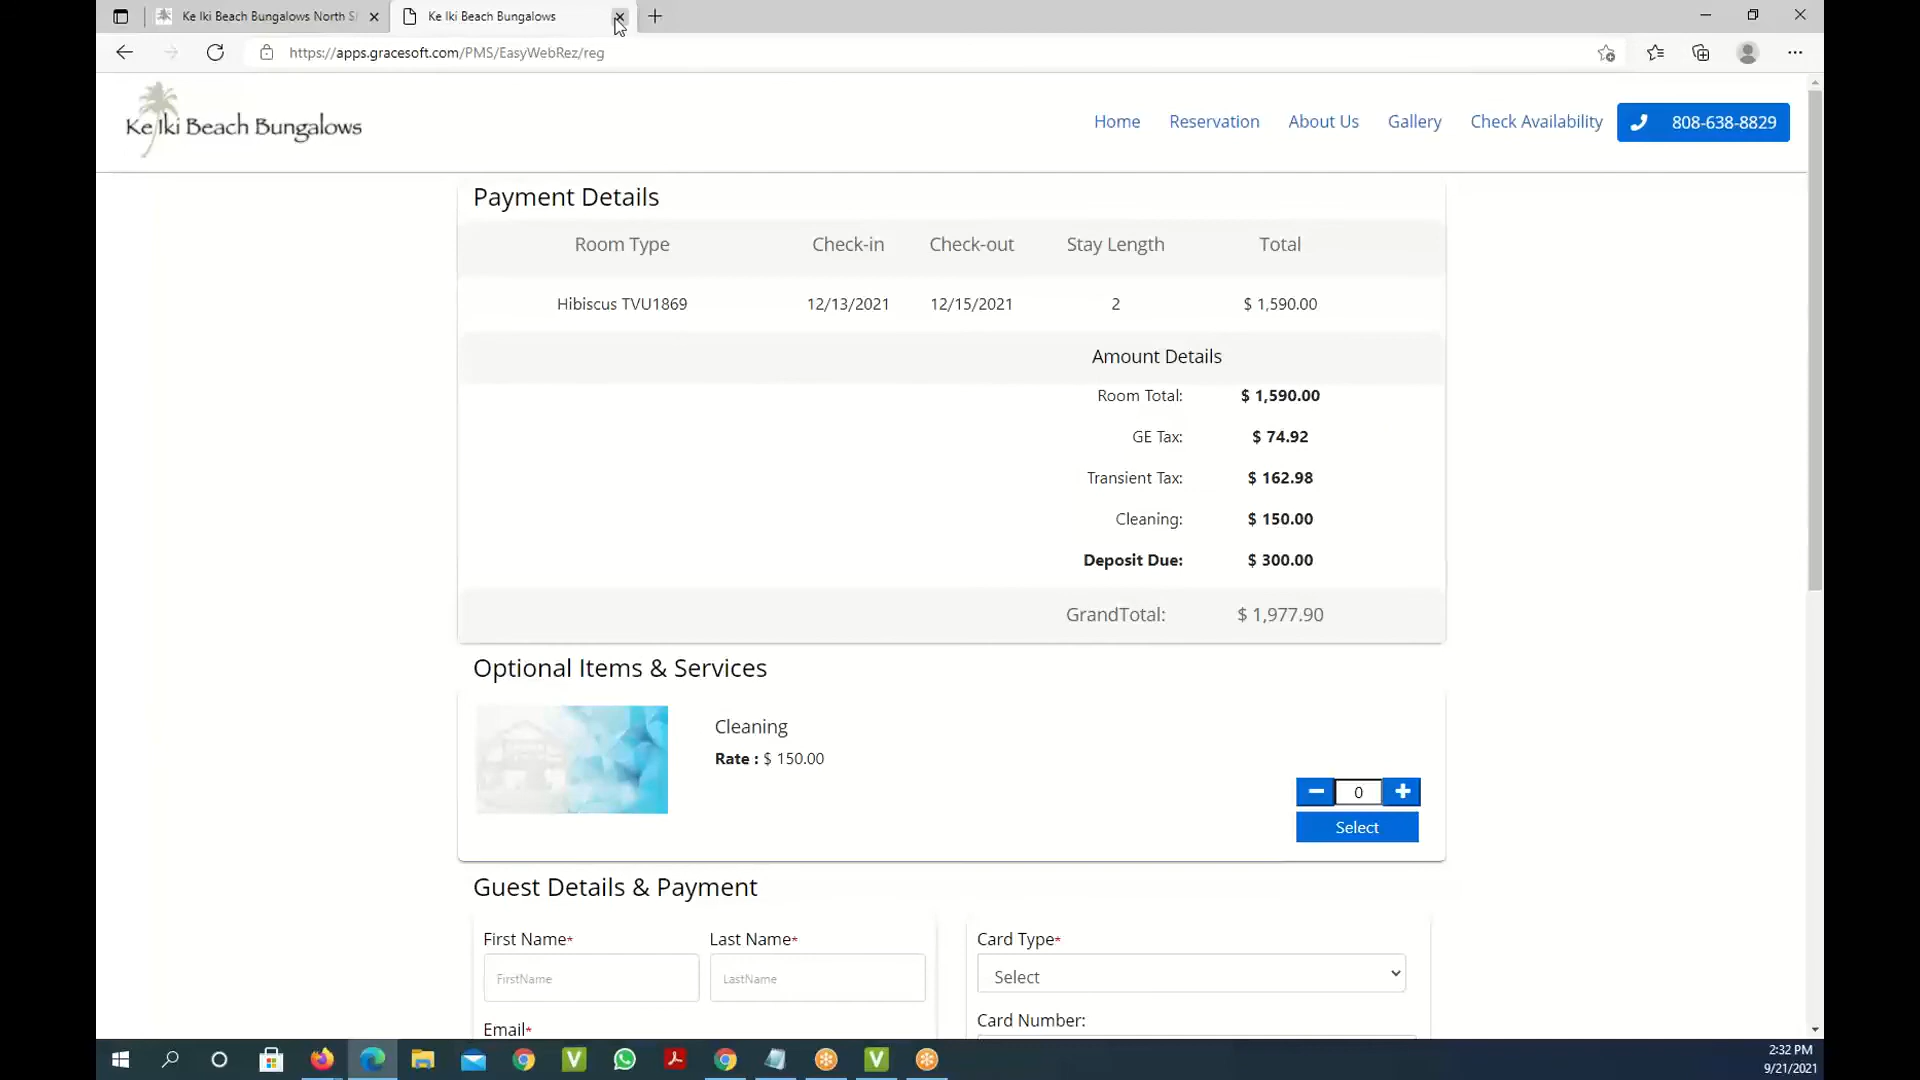 Ke Iki Beach Bungalows North S
Ke Iki Beach Bungalows
https://apps.gracesoft.com/PMS/EasyWebRez/reg
Ke Iki Beach Bungalows
Home Reservation About Us Gallery Check Availability 808-638-8829
Payment Details
Room Type Check-in Check-out Stay Length Total
Hibiscus TVU1869 12/13/2021 12/15/2021 2 $ 1,590.00
Amount Details
Room Total: $ 1,590.00
GE Tax: $ 74.92
Transient Tax: $ 162.98
Cleaning: $ 150.00
Deposit Due: $ 300.00
GrandTotal: $ 1,977.90
Optional Items & Services
Cleaning
Rate : $ 150.00
0
Select
Guest Details & Payment
First Name* Last Name* Card Type*
FirstName LastName Select
Email* Card Number:
2:32 PM
9/21/2021